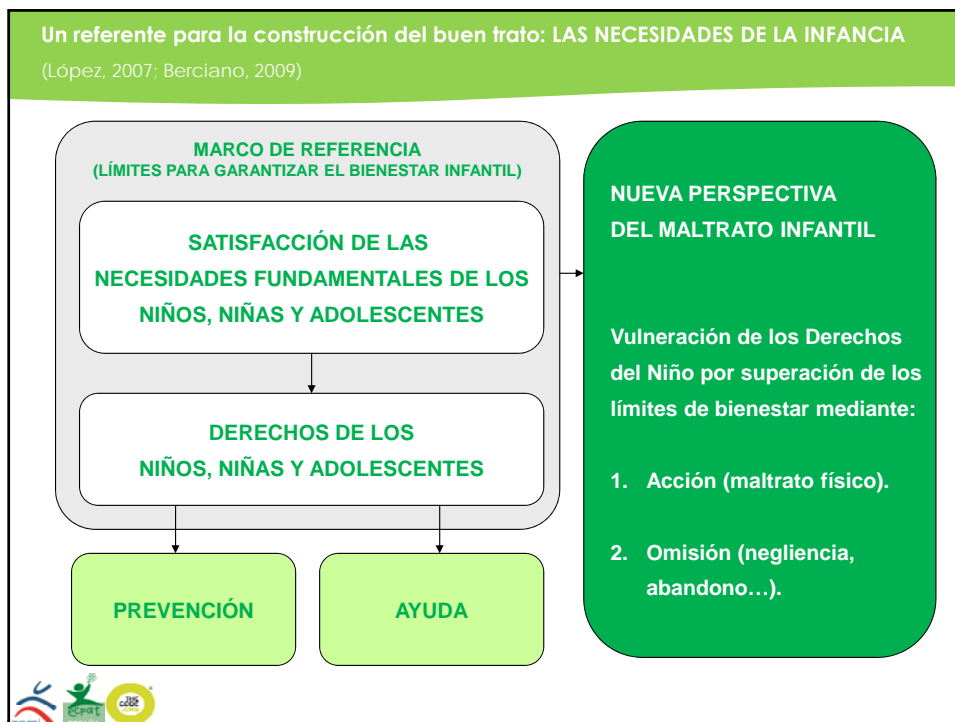 Un referente para la construcción del buen trato: LAS NECESIDADES DE LA INFANCIA
(López, 2007; Berciano, 2009)
MARCO DE REFERENCIA
(LÍMITES PARA GARANTIZAR EL BIENESTAR INFANTIL)
SATISFACCIÓN DE LAS
NECESIDADES FUNDAMENTALES DE LOS
NIÑOS, NIÑAS Y ADOLESCENTES
DERECHOS DE LOS
NIÑOS, NIÑAS Y ADOLESCENTES
PREVENCIÓN
AYUDA
NUEVA PERSPECTIVA
DEL MALTRATO INFANTIL
Vulneración de los Derechos
del Niño por superación de los
límites de bienestar mediante:
1. Acción (maltrato físico).
2. Omisión (negliencia,
abandono…).
ecpat
THE
CODE